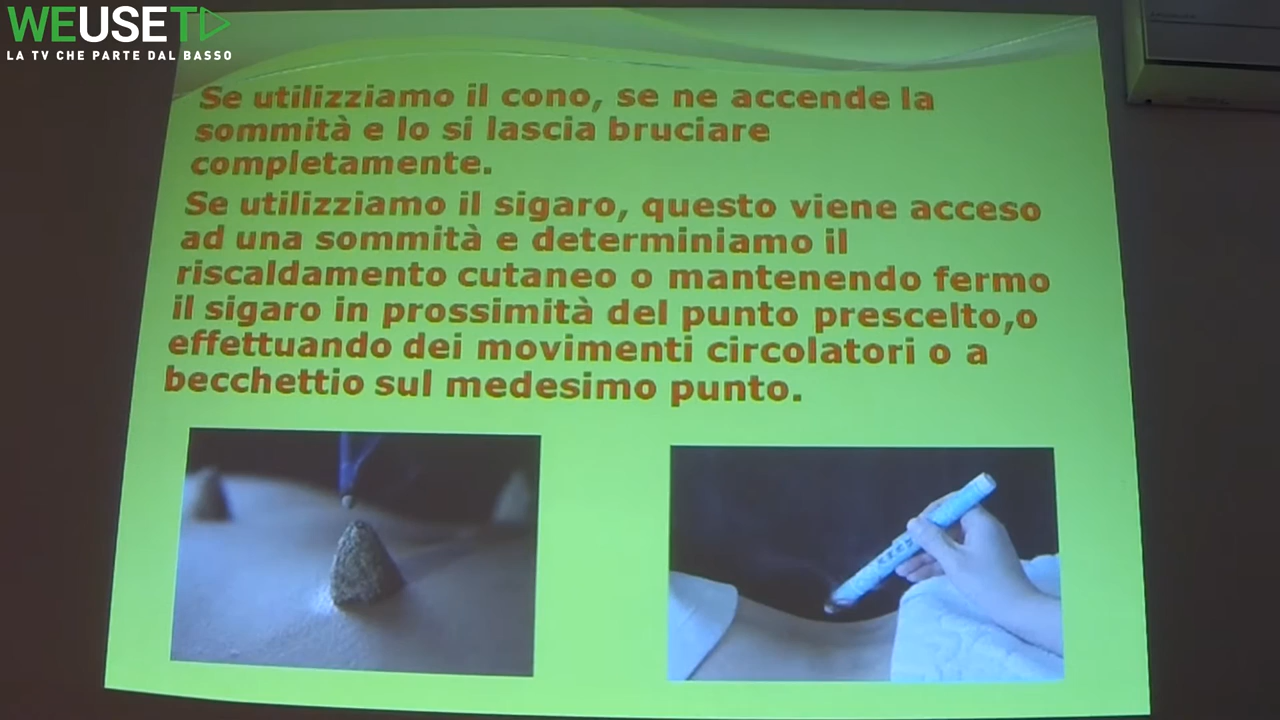 WEUSETV
LA TV CHE PARTE DAL BASSO
Se utilizziamo il cono, se ne accende la
sommità e lo si lascia bruciare
completamente.
Se utilizziamo il sigaro, questo viene acceso
ad una sommità e determiniamo il
riscaldamento cutaneo o mantenendo fermo
il sigaro in prossimità del punto prescelto,o
effettuando dei movimenti circolatori o a
becchettio sul medesimo punto.